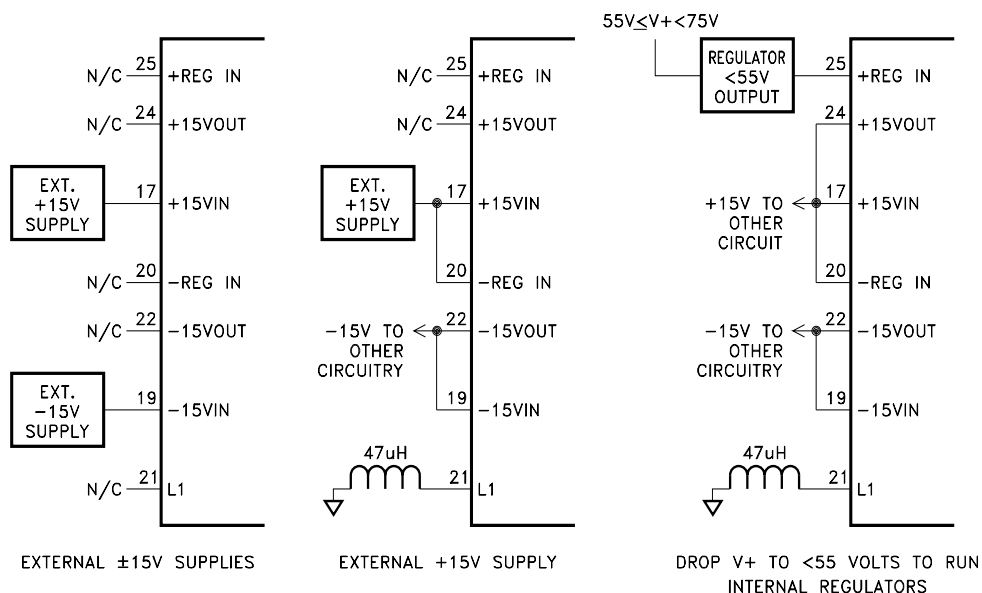 N/C 25 +REG IN
N/C 24 +15VOUT
EXT.
+15V
SUPPLY
17 +15VIN
N/C 20 -REG IN
N/C 22 -15VOUT
EXT.
-15V
SUPPLY
19 -15VIN
N/C 21 L1
EXTERNAL ±15V SUPPLIES
N/C 25 +REG IN
N/C 24 +15VOUT
EXT.
+15V
SUPPLY
17 +15VIN
20 -REG IN
22 -15VOUT
-15V TO
OTHER
CIRCUITRY
19 -15VIN
47uH
21 L1
EXTERNAL +15V SUPPLY
55V≤V+<75V
REGULATOR
<55V
OUTPUT
25 +REG IN
24 +15VOUT
+15V TO
OTHER
CIRCUIT
17 +15VIN
20 -REG IN
22 -15VOUT
-15V TO
OTHER
CIRCUITRY
19 -15VIN
47uH
21 L1
DROP V+ TO <55 VOLTS TO RUN
INTERNAL REGULATORS